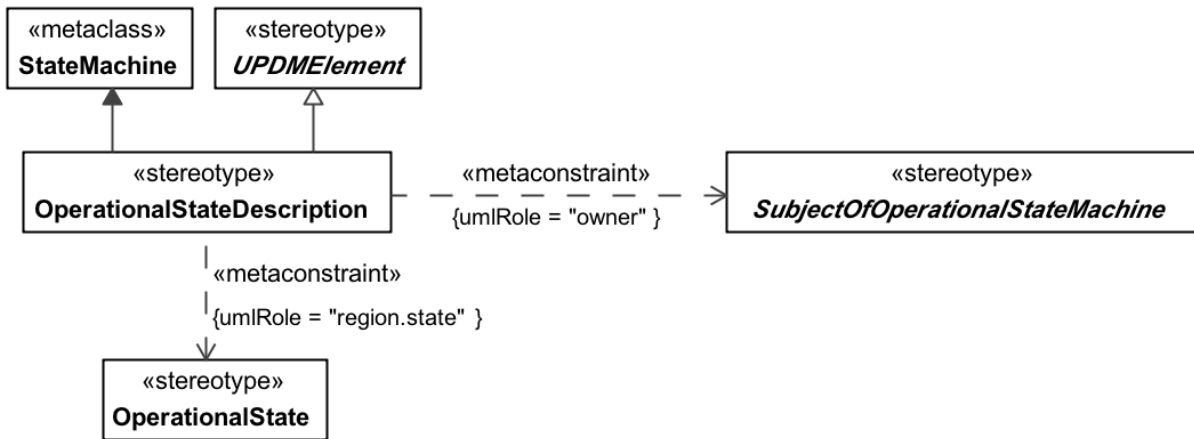 «metaclass»
StateMachine
«stereotype»
UPDMElement
«stereotype»
OperationalStateDescription
«metaconstraint»
{umlRole = "owner" }
«stereotype»
SubjectOfOperationalStateMachine
«metaconstraint»
{umlRole = "region.state" }
«stereotype»
OperationalState